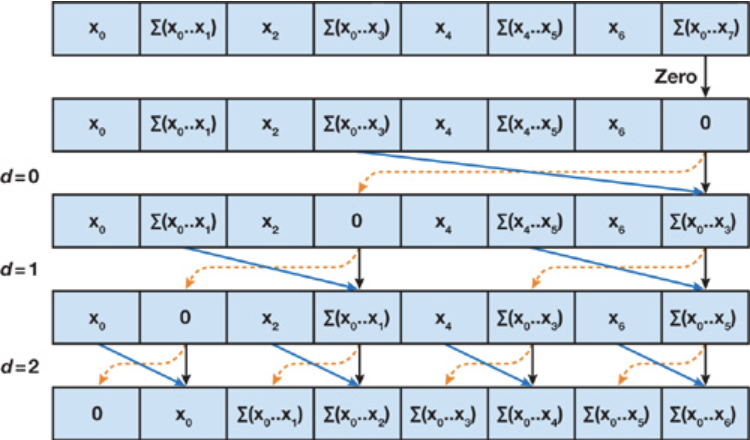 x₀ ∑(x₀..x₁) x₂ ∑(x₀..x₃) x₄ ∑(x₄..x₅) x₆ ∑(x₀..x₇)
Zero
x₀ ∑(x₀..x₁) x₂ ∑(x₀..x₃) x₄ ∑(x₄..x₅) x₆ 0
d=0
x₀ ∑(x₀..x₁) x₂ 0 x₄ ∑(x₄..x₅) x₆ ∑(x₀..x₃)
d=1
x₀ 0 x₂ ∑(x₀..x₁) x₄ ∑(x₀..x₃) x₆ ∑(x₀..x₅)
d=2
0 x₀ ∑(x₀..x₁) ∑(x₀..x₂) ∑(x₀..x₃) ∑(x₀..x₄) ∑(x₀..x₅) ∑(x₀..x₆)